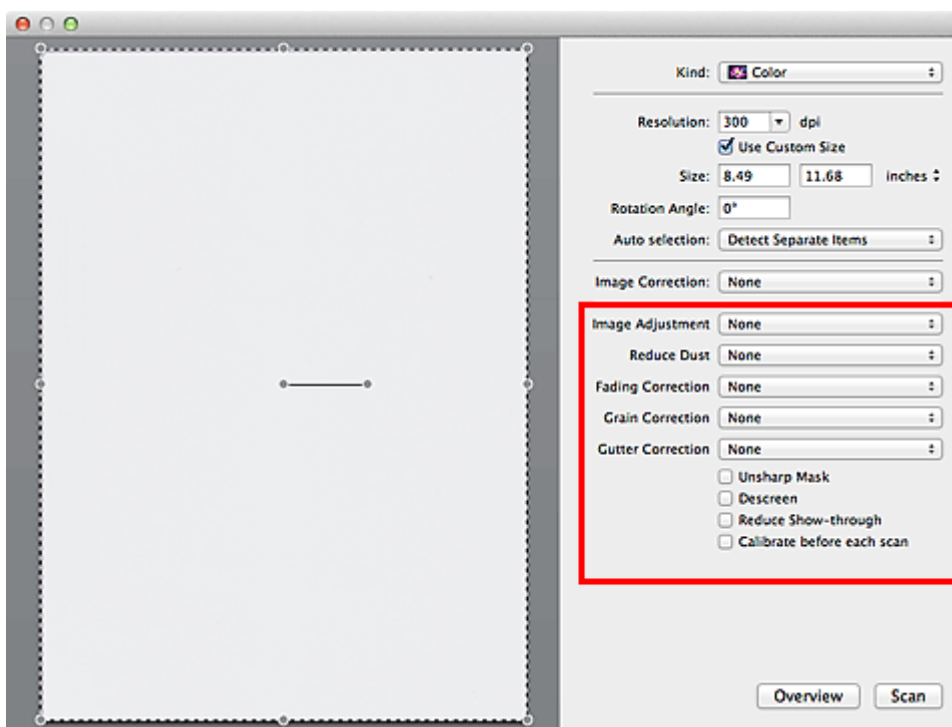 Kind: Color
Resolution: 300 dpi
Use Custom Size
Size: 8.49 11.68 inches
Rotation Angle: 0°
Auto selection: Detect Separate Items
Image Correction: None
Image Adjustment None
Reduce Dust None
Fading Correction None
Grain Correction None
Gutter Correction None
Unsharp Mask
Descreen
Reduce Show-through
Calibrate before each scan
Overview Scan